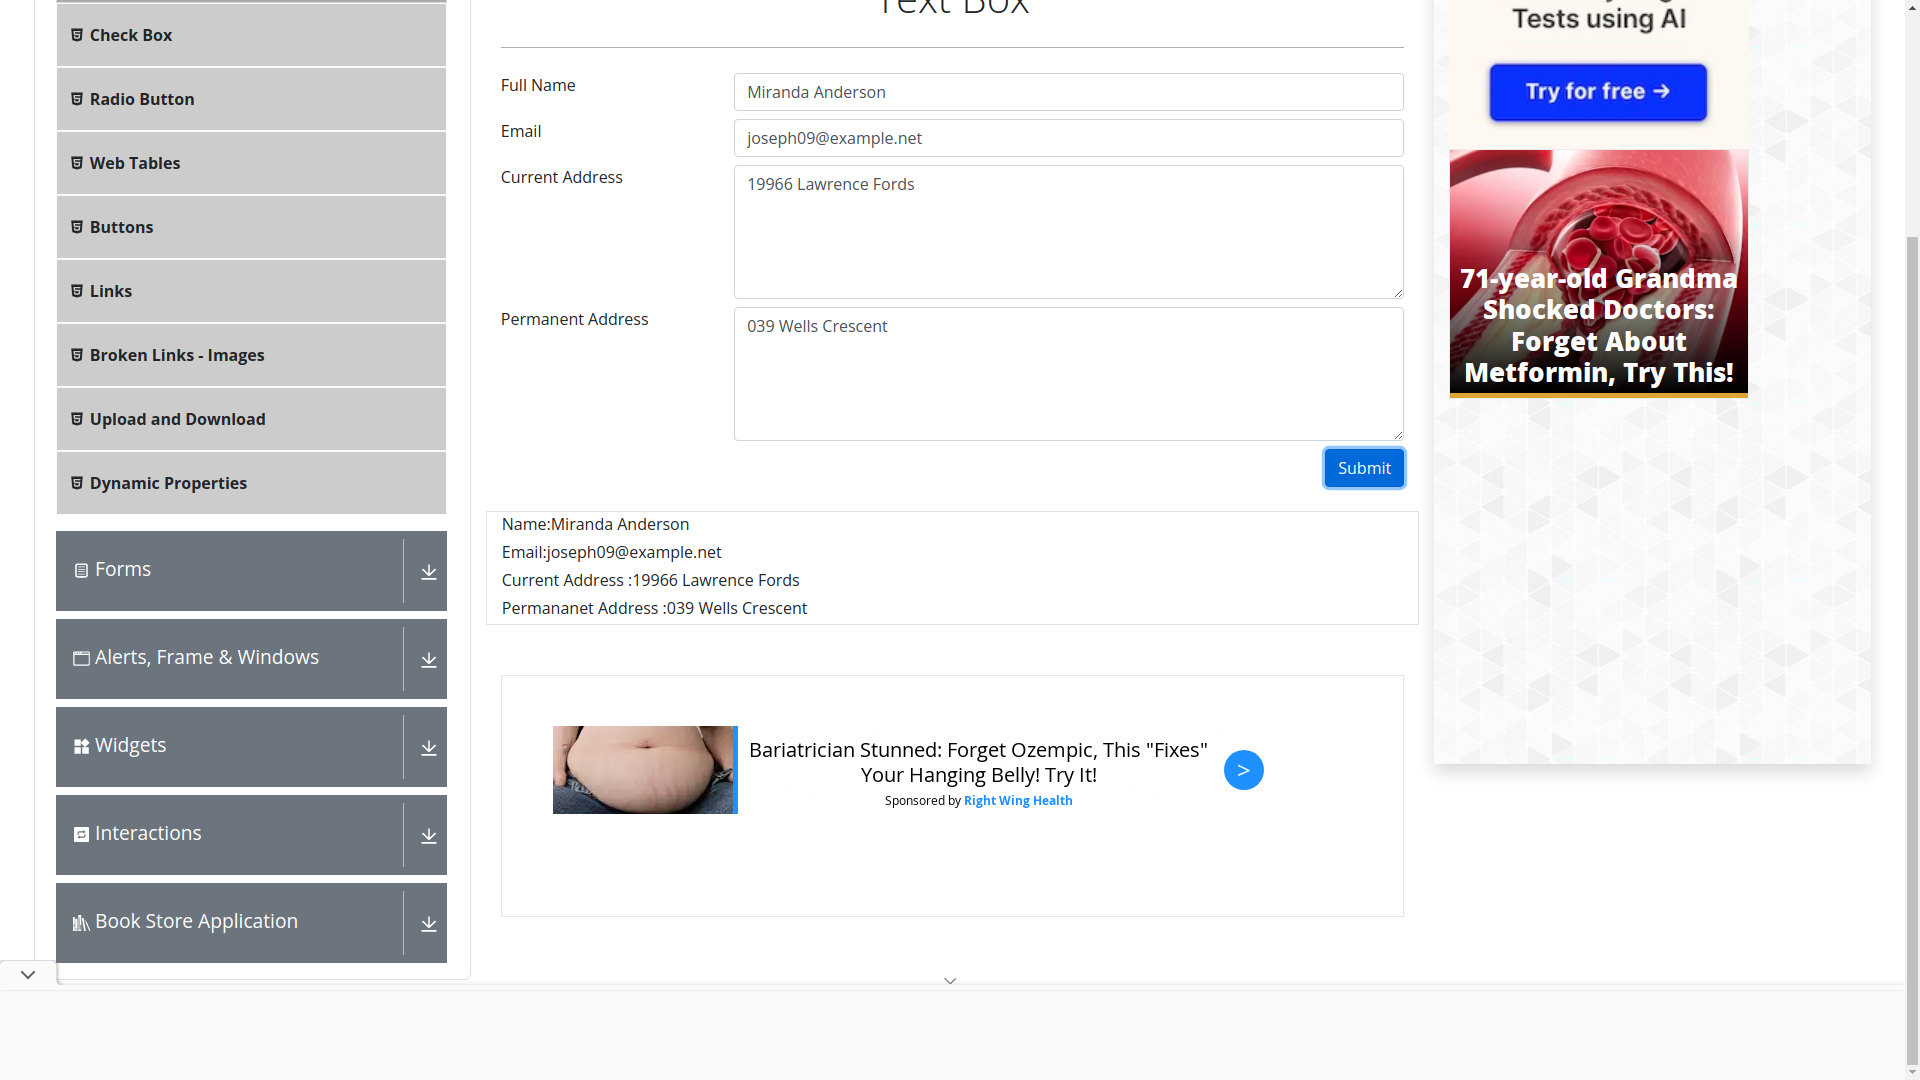 Text Box
Check Box
Radio Button
Web Tables
Buttons
Links
Broken Links - Images
Upload and Download
Dynamic Properties
Forms
Alerts, Frame & Windows
Widgets
Interactions
Book Store Application
Full Name
Miranda Anderson
Email
joseph09@example.net
Current Address
19966 Lawrence Fords
Permanent Address
039 Wells Crescent
Submit
Name:Miranda Anderson
Email:joseph09@example.net
Current Address :19966 Lawrence Fords
Permananet Address :039 Wells Crescent
Bariatrician Stunned: Forget Ozempic, This "Fixes"
Your Hanging Belly! Try It!
Sponsored by Right Wing Health
>
Tests using AI
Try for free →
71-year-old Grandma
Shocked Doctors:
Forget About
Metformin, Try This!